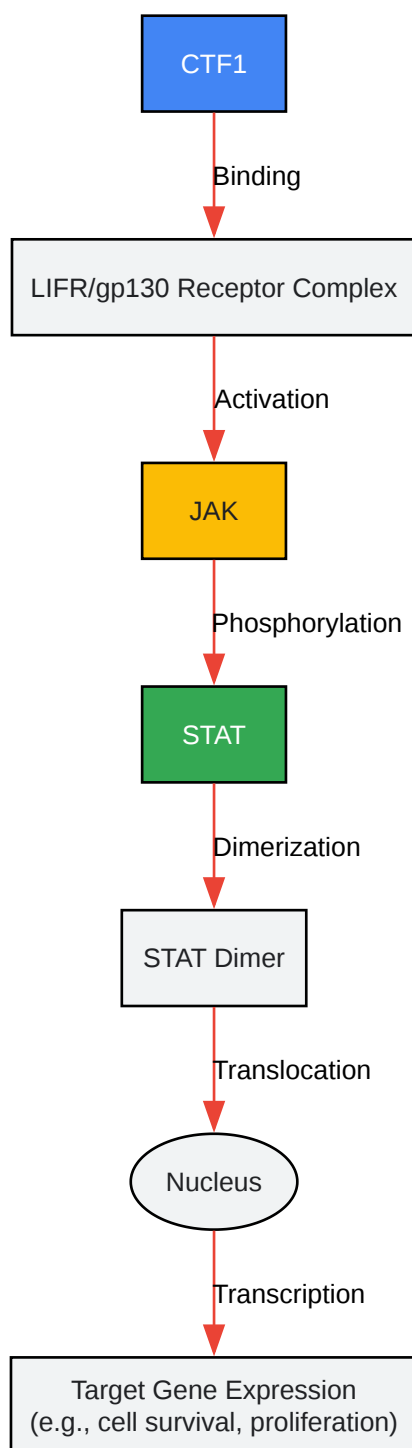 CTF1
Binding
LIFR/gp130 Receptor Complex
Activation
JAK
Phosphorylation
STAT
Dimerization
STAT Dimer
Translocation
Nucleus
Transcription
Target Gene Expression
(e.g., cell survival, proliferation)